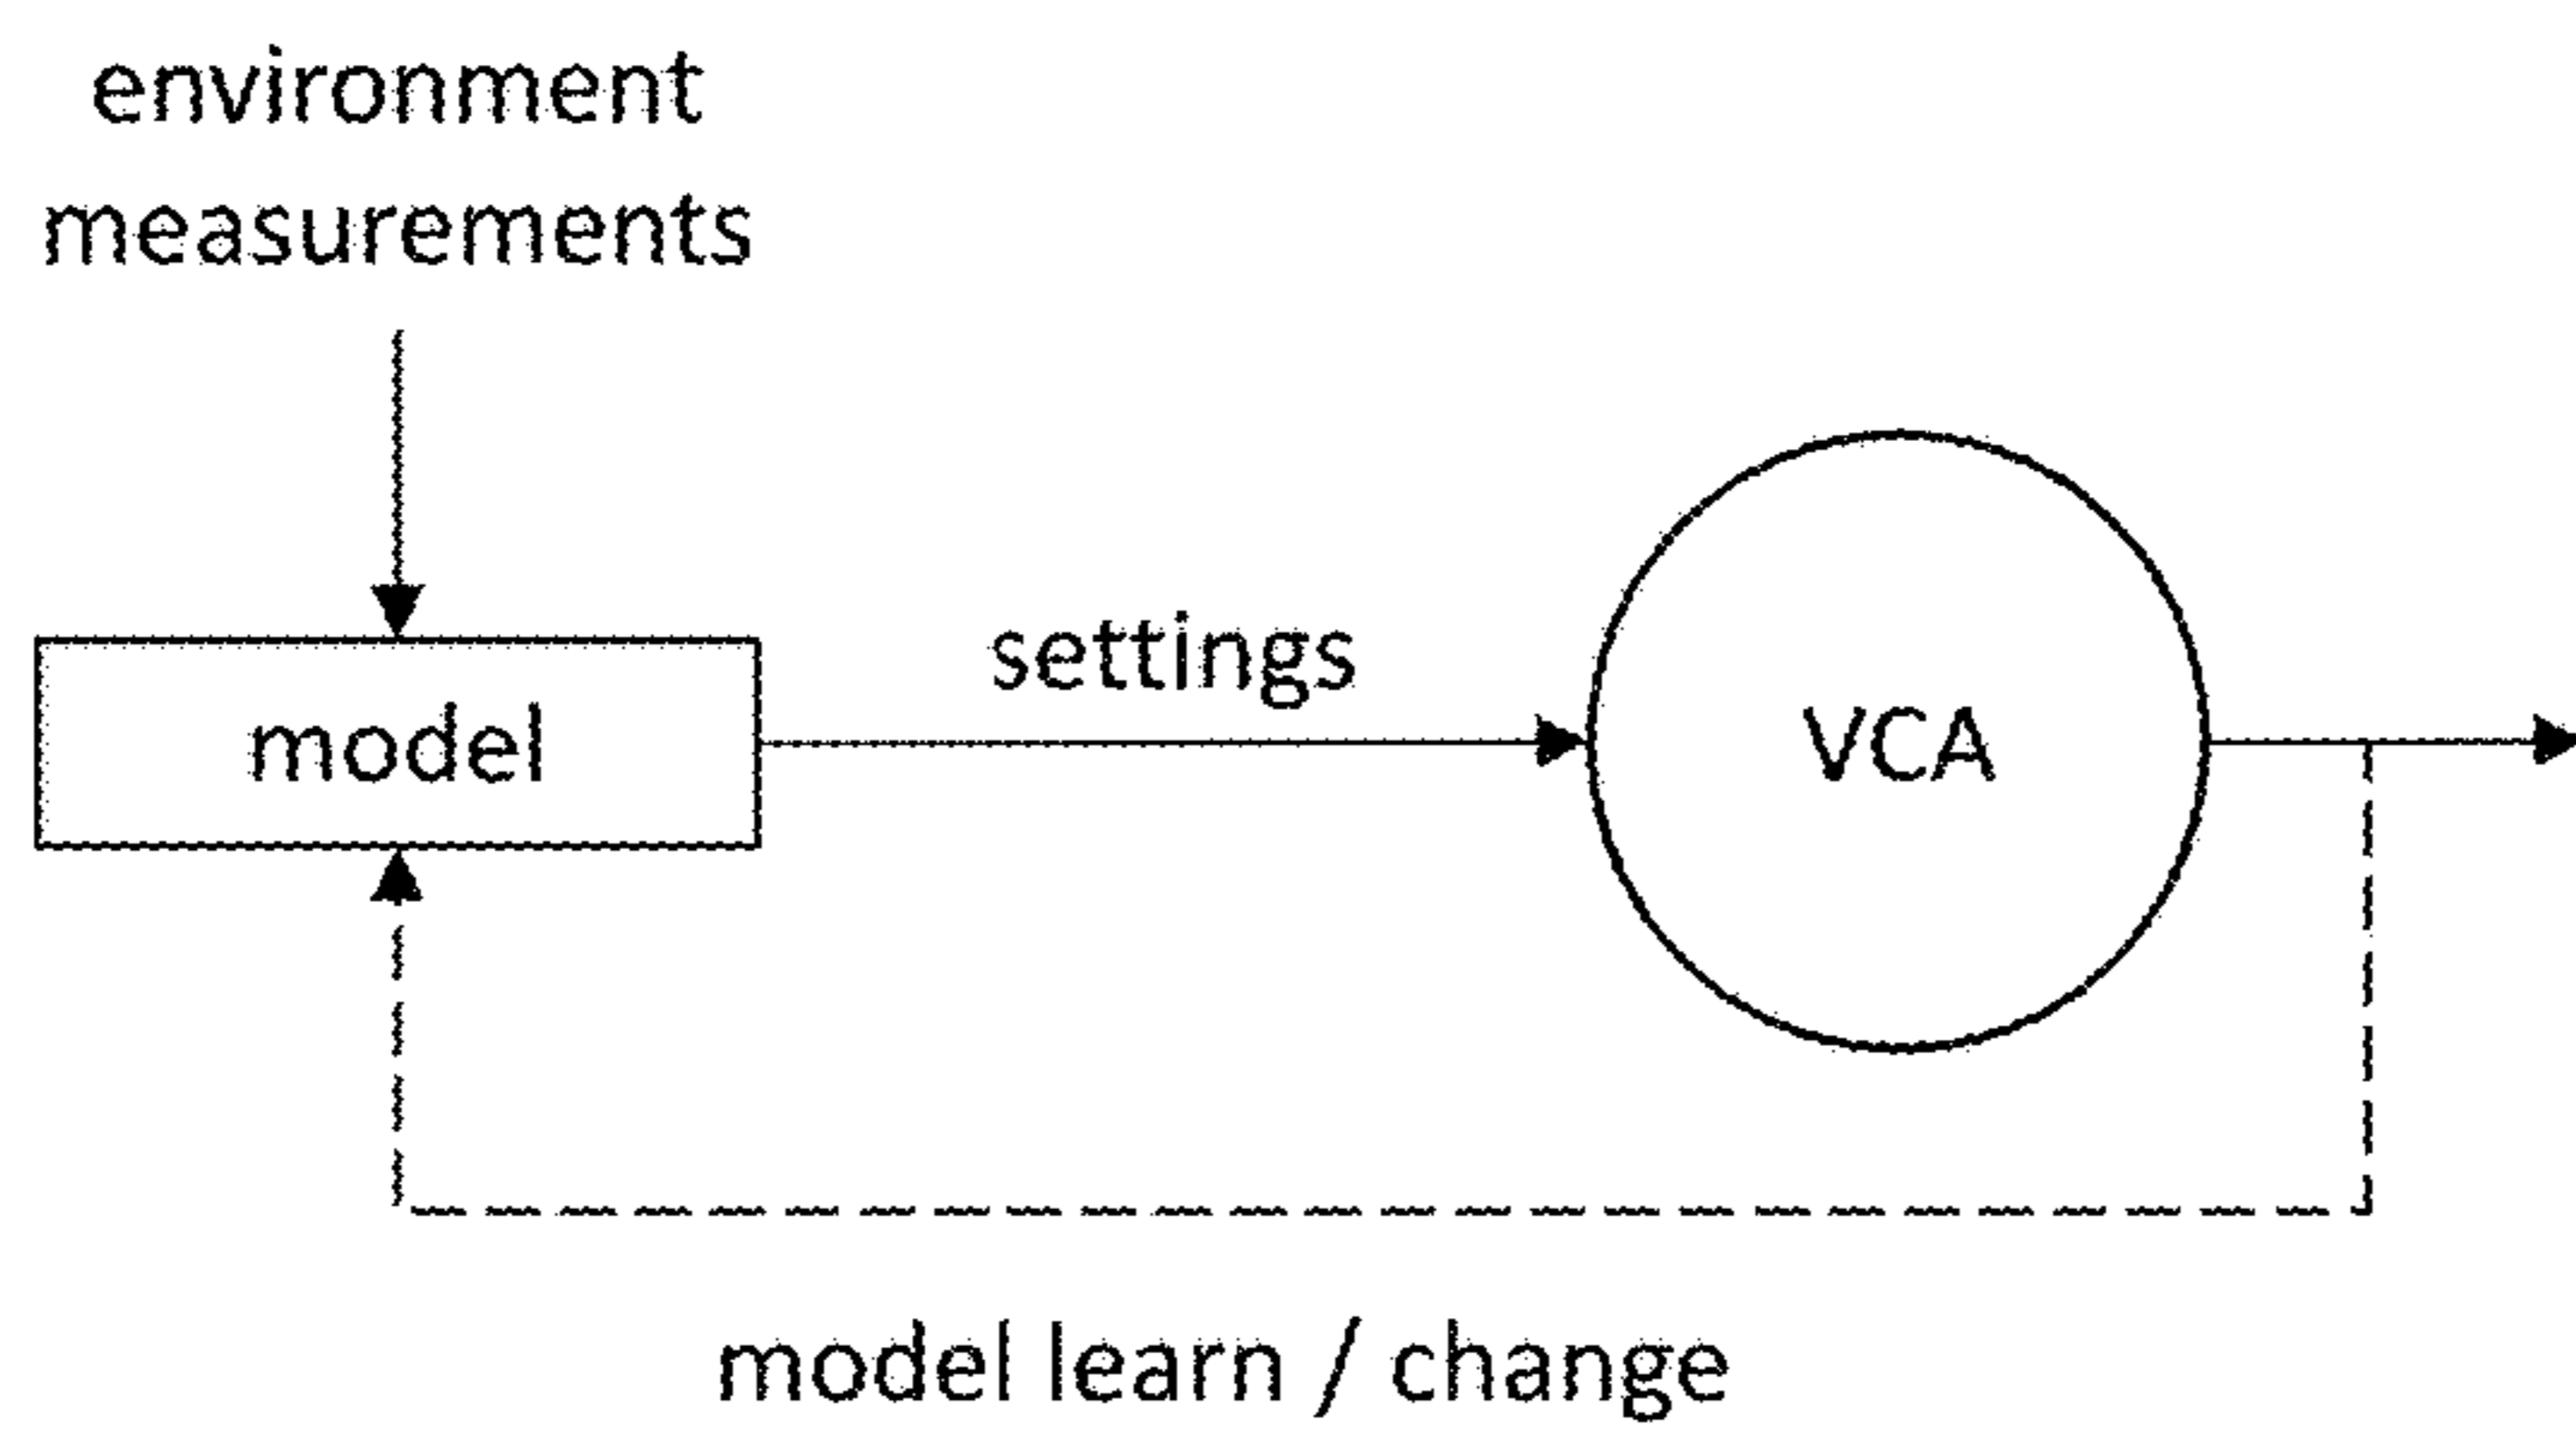 environment
measurements
settings
model
VCA
model learn / change